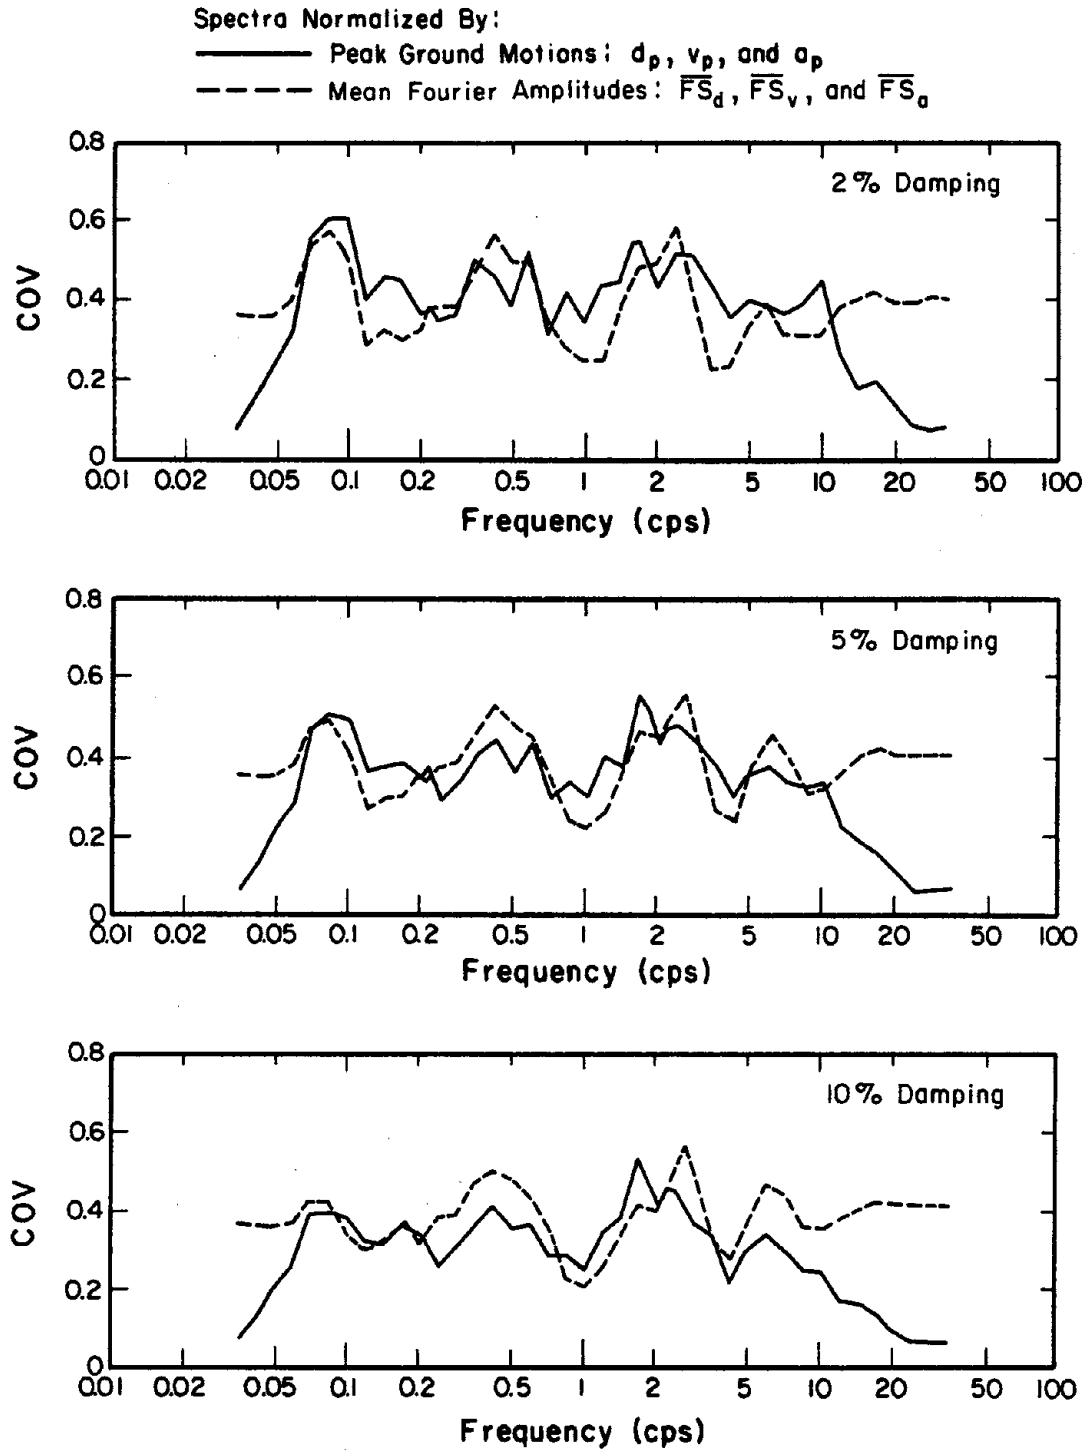 Spectra Normalized By:
Peak Ground Motions: dp, vp, and ap
Mean Fourier Amplitudes: F̅S̅d, F̅S̅v, and F̅S̅a
0.8
2% Damping
0.6
COV
0.4
0.2
0
0.01 0.02 0.05 0.1 0.2 0.5 1 2 5 10 20 50 100
Frequency (cps)
0.8
5% Damping
0.6
COV
0.4
0.2
0
0.01 0.02 0.05 0.1 0.2 0.5 1 2 5 10 20 50 100
Frequency (cps)
0.8
10% Damping
0.6
COV
0.4
0.2
0
0.01 0.02 0.05 0.1 0.2 0.5 1 2 5 10 20 50 100
Frequency (cps)